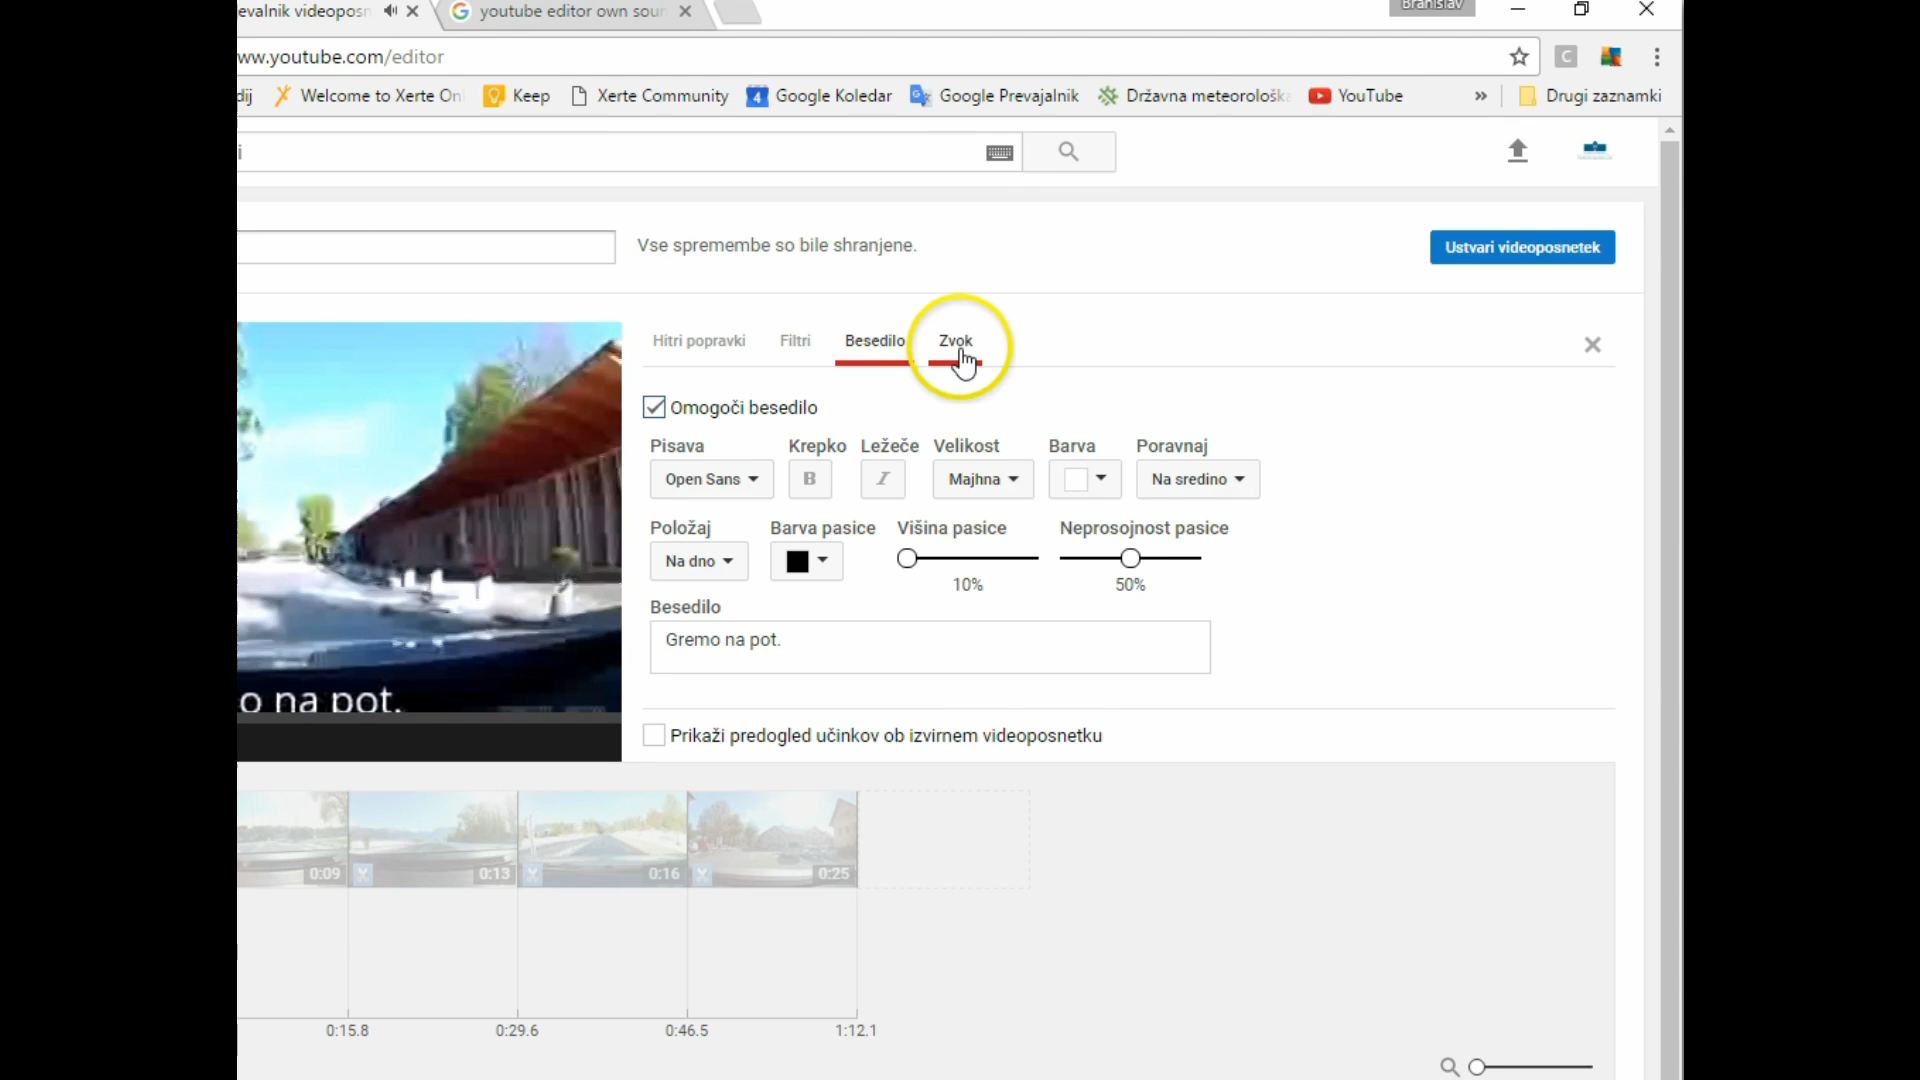 evalnik videoposn
youtube editor own soun
Branislav
ww.youtube.com/editor
dij
Welcome to Xerte Onl
Keep
Xerte Community
4
Google Koledar
Google Prevajalnik
Državna meteorološka
YouTube
»
Drugi zaznamki
i
Vse spremembe so bile shranjene.
Ustvari videoposnetek
Hitri popravki
Filtri
Besedilo
Zvok
Omogoči besedilo
Pisava
Krepko
Ležeče
Velikost
Barva
Poravnaj
Open Sans
B
I
Majhna
Na sredino
Položaj
Barva pasice
Višina pasice
Neprosojnost pasice
Na dno
10%
50%
Besedilo
Gremo na pot.
o na pot.
Prikaži predogled učinkov ob izvirnem videoposnetku
0:09
0:13
0:16
0:25
0:15.8
0:29.6
0:46.5
1:12.1